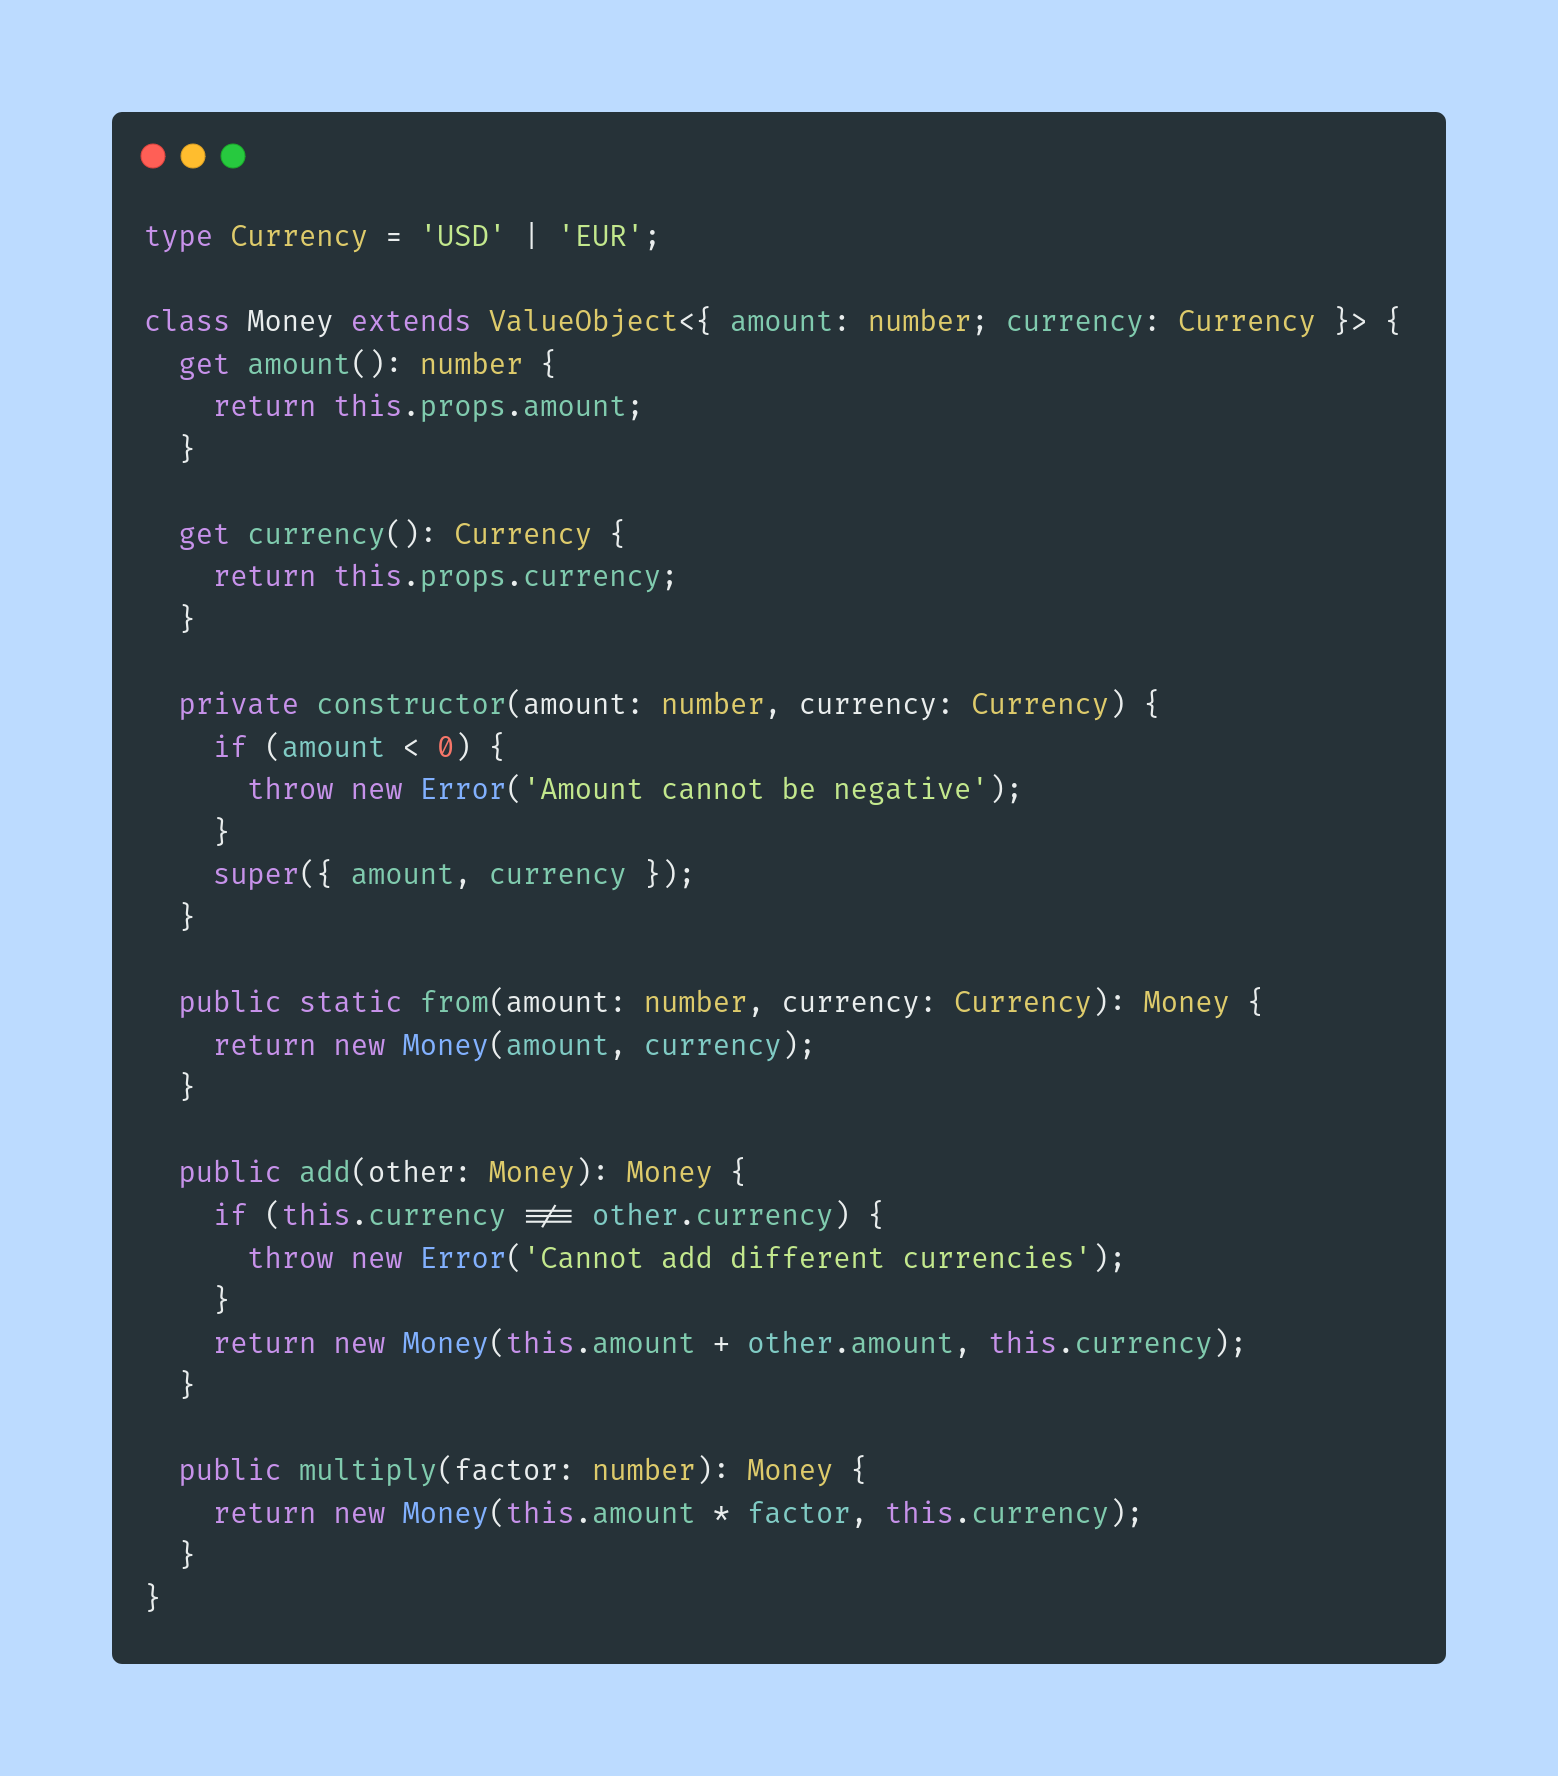 type Currency = 'USD' | 'EUR';

class Money extends ValueObject<{ amount: number; currency: Currency }> {
  get amount(): number {
    return this.props.amount;
  }

  get currency(): Currency {
    return this.props.currency;
  }

  private constructor(amount: number, currency: Currency) {
    if (amount < 0) {
      throw new Error('Amount cannot be negative');
    }
    super({ amount, currency });
  }

  public static from(amount: number, currency: Currency): Money {
    return new Money(amount, currency);
  }

  public add(other: Money): Money {
    if (this.currency !== other.currency) {
      throw new Error('Cannot add different currencies');
    }
    return new Money(this.amount + other.amount, this.currency);
  }

  public multiply(factor: number): Money {
    return new Money(this.amount * factor, this.currency);
  }
}